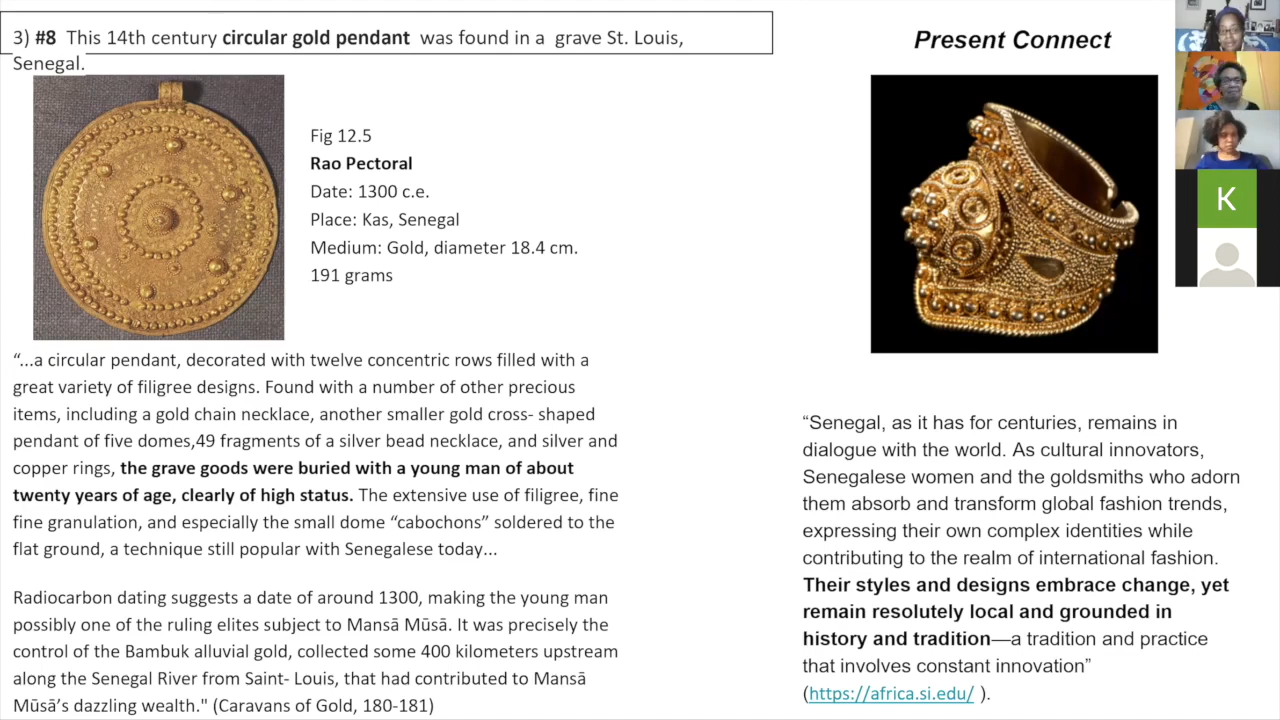 3) #8 This 14th century circular gold pendant was found in a grave St. Louis,
Senegal.
Fig 12.5
Rao Pectoral
Date: 1300 c.e.
Place: Kas, Senegal
Medium: Gold, diameter 18.4 cm.
191 grams
“...a circular pendant, decorated with twelve concentric rows filled with a
great variety of filigree designs. Found with a number of other precious
items, including a gold chain necklace, another smaller gold cross- shaped
pendant of five domes,49 fragments of a silver bead necklace, and silver and
copper rings, the grave goods were buried with a young man of about
twenty years of age, clearly of high status. The extensive use of filigree, fine
fine granulation, and especially the small dome “cabochons” soldered to the
flat ground, a technique still popular with Senegalese today...
Radiocarbon dating suggests a date of around 1300, making the young man
possibly one of the ruling elites subject to Mansā Mūsā. It was precisely the
control of the Bambuk alluvial gold, collected some 400 kilometers upstream
along the Senegal River from Saint- Louis, that had contributed to Mansā
Mūsā’s dazzling wealth." (Caravans of Gold, 180-181)
Present Connect
“Senegal, as it has for centuries, remains in
dialogue with the world. As cultural innovators,
Senegalese women and the goldsmiths who adorn
them absorb and transform global fashion trends,
expressing their own complex identities while
contributing to the realm of international fashion.
Their styles and designs embrace change, yet
remain resolutely local and grounded in
history and tradition—a tradition and practice
that involves constant innovation”
(https://africa.si.edu/ ).
K